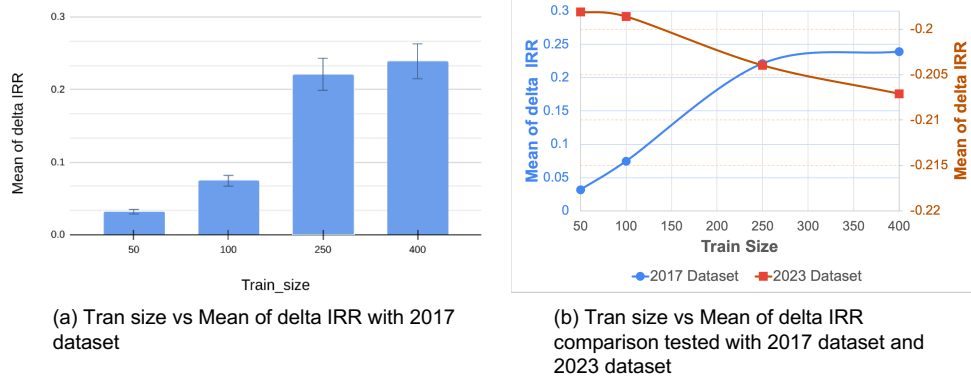 0.3
0.2
0.1
0.0
Mean of delta IRR
50 100 250 400
Train_size
(a) Tran size vs Mean of delta IRR with 2017
dataset
0.3
0.25
0.2
0.15
0.1
0.05
0
Mean of delta IRR
-0.2
-0.205
-0.21
-0.215
-0.22
Mean of delta IRR
50 100 150 200 250 300 350 400
Train Size
2017 Dataset 2023 Dataset
(b) Tran size vs Mean of delta IRR
comparison tested with 2017 dataset and
2023 dataset